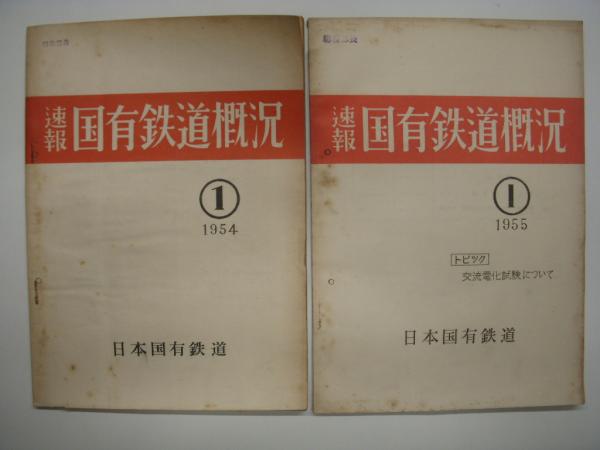 速報
国有鉄道概況
1
1954
日本国有鉄道
速報
国有鉄道概況
1
1955
トピック
交流電化試験について
日本国有鉄道